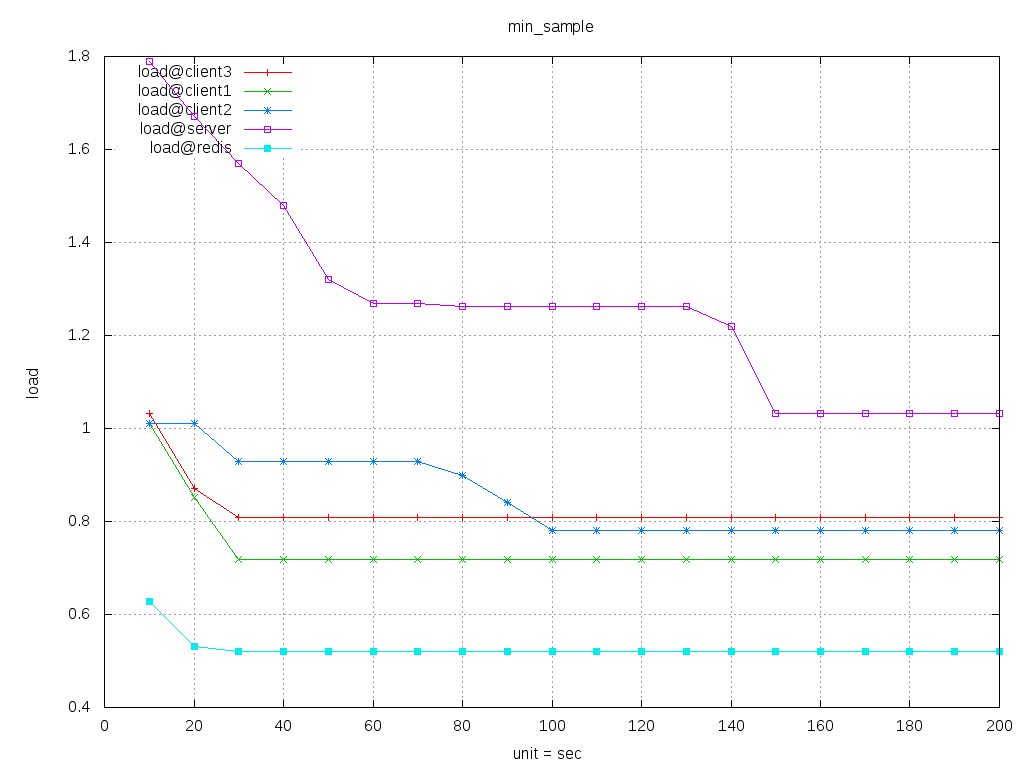 min_sample
1.8
1.6
1.4
1.2
1
0.8
0.6
0.4
load
load@client3
load@client1
load@client2
load@server
load@redis
0 20 40 60 80 100 120 140 160 180 200
unit = sec